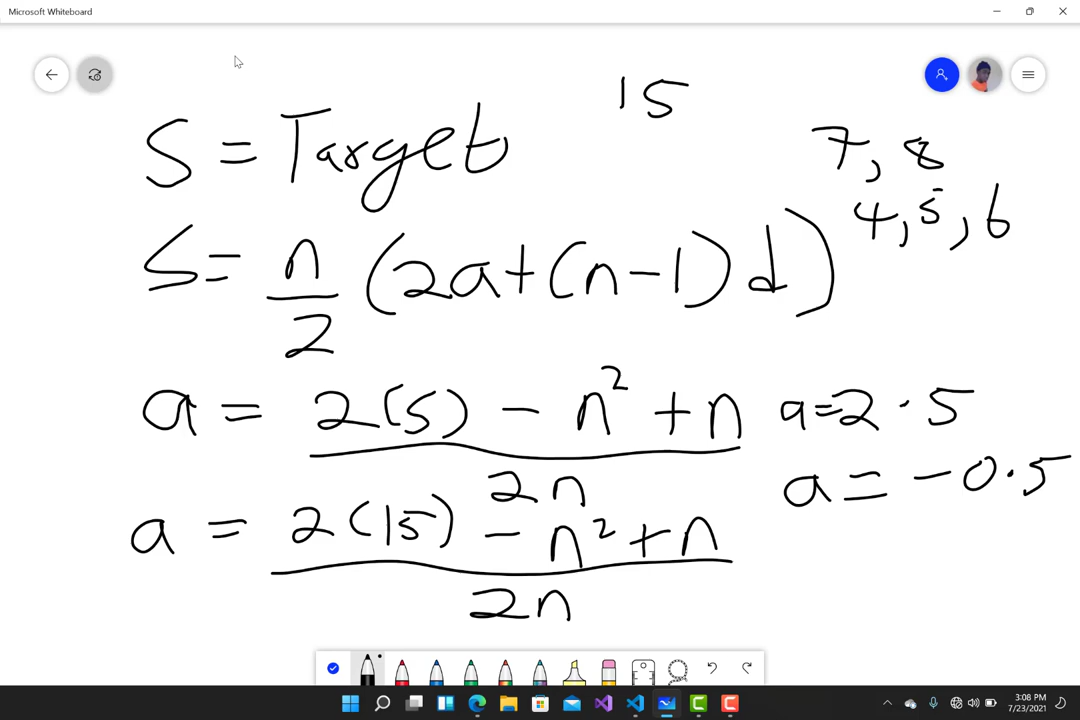 Microsoft Whiteboard
15
S = Target
7, 8
4, 5, 6
S = n/2 (2a+(n-1)d)
a = 2(S) - n² + n / 2n
a=2.5
a = -0.5
a = 2(15) - n² + n / 2n
3:08 PM
7/23/2021